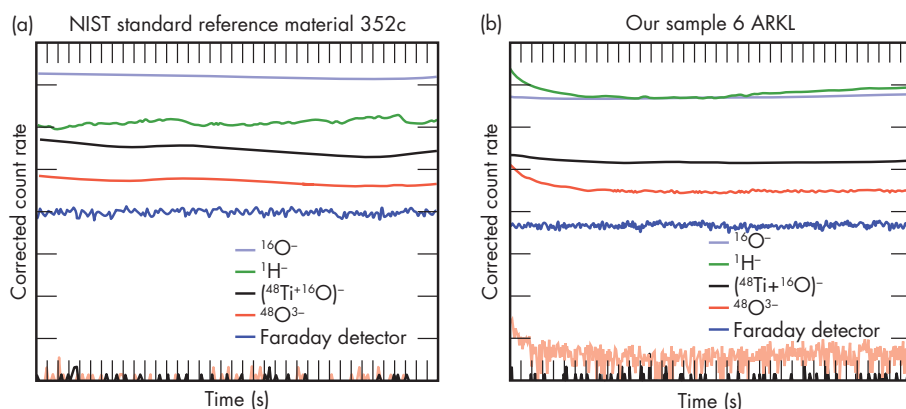 (a) NIST standard reference material 352c
Corrected count rate
¹⁶O⁻
¹H⁻
(⁴⁸Ti⁺¹⁶O)⁻
⁴⁸O³⁻
Faraday detector
Time (s)
(b) Our sample 6 ARKL
Corrected count rate
¹⁶O⁻
¹H⁻
(⁴⁸Ti+¹⁶O)⁻
⁴⁸O³⁻
Faraday detector
Time (s)